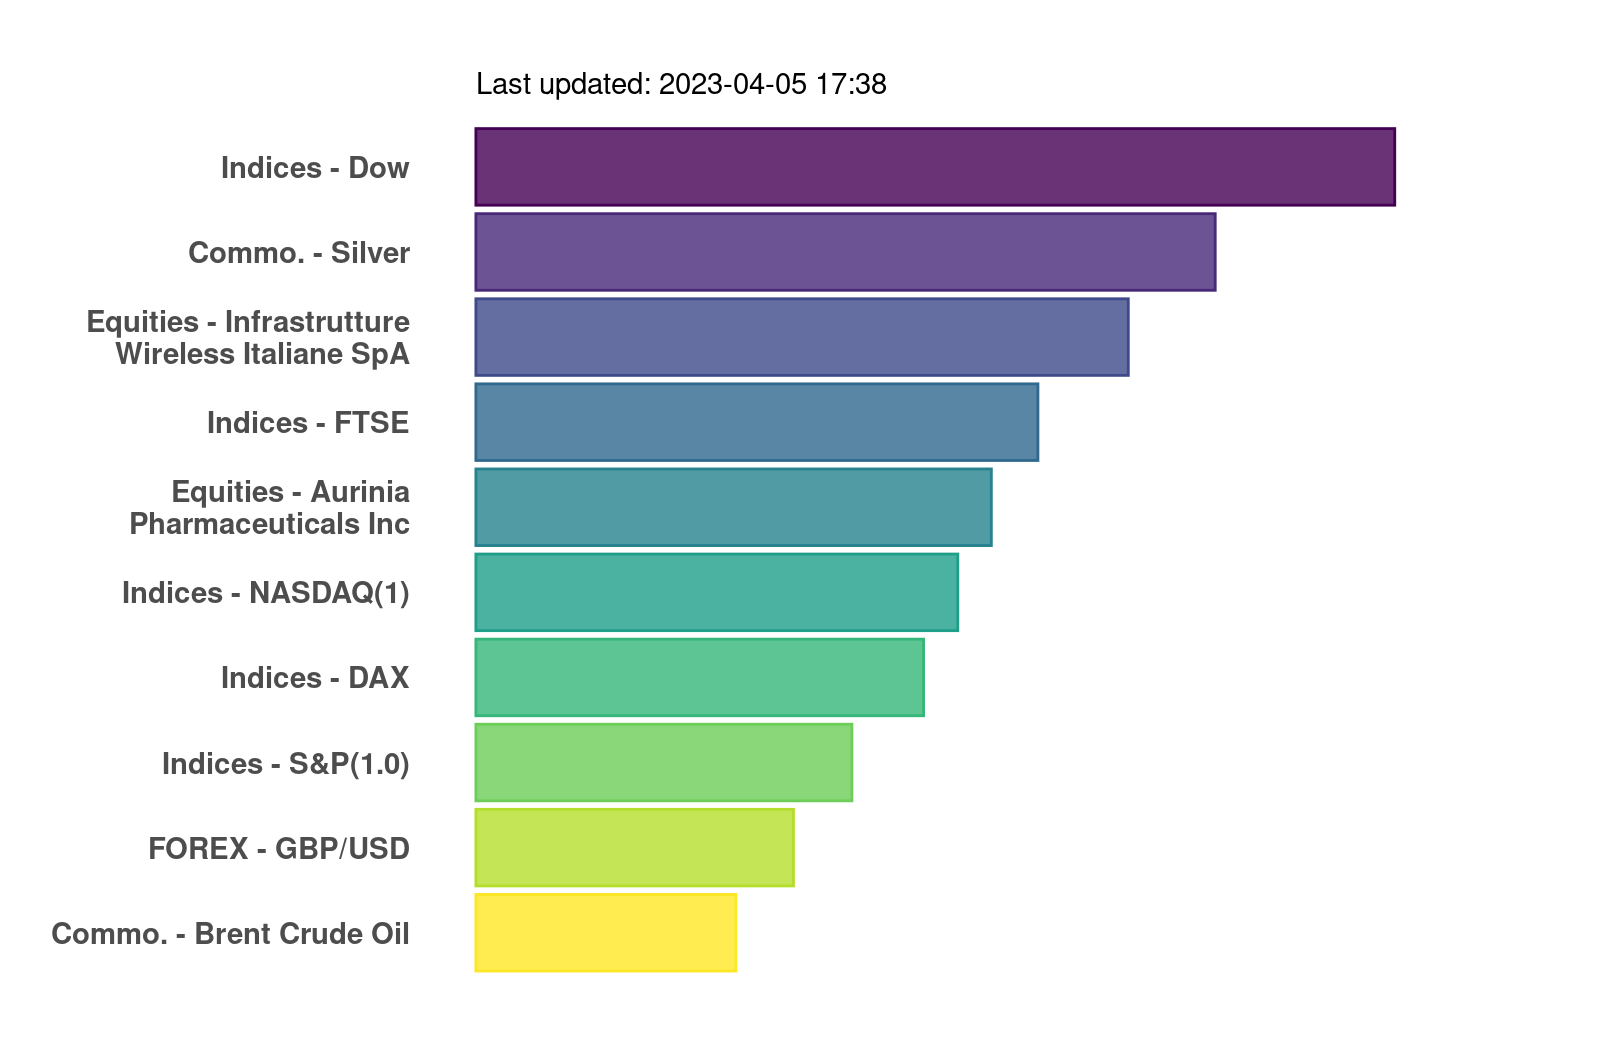 Last updated: 2023-04-05 17:38
Indices - Dow
Commo. - Silver
Equities - Infrastrutture
Wireless Italiane SpA
Indices - FTSE
Equities - Aurinia
Pharmaceuticals Inc
Indices - NASDAQ(1)
Indices - DAX
Indices - S&P(1.0)
FOREX - GBP/USD
Commo. - Brent Crude Oil